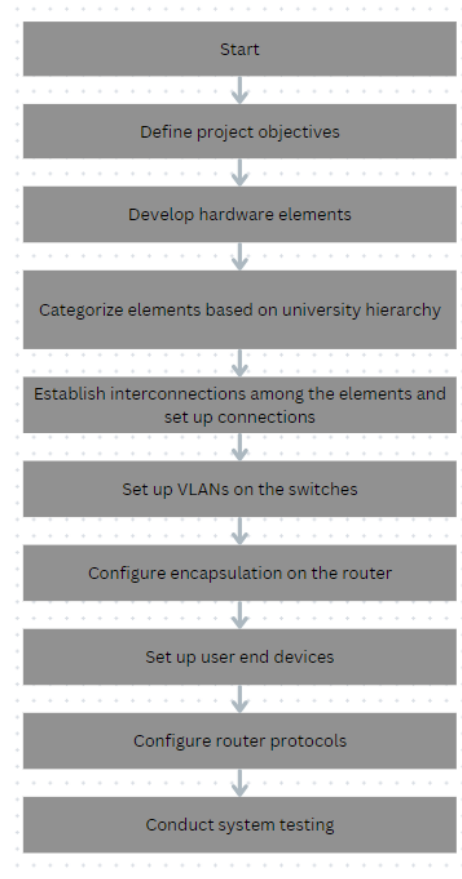 Start
Define project objectives
Develop hardware elements
Categorize elements based on university hierarchy
Establish interconnections among the elements and
set up connections
Set up VLANs on the switches
Configure encapsulation on the router
Set up user end devices
Configure router protocols
Conduct system testing